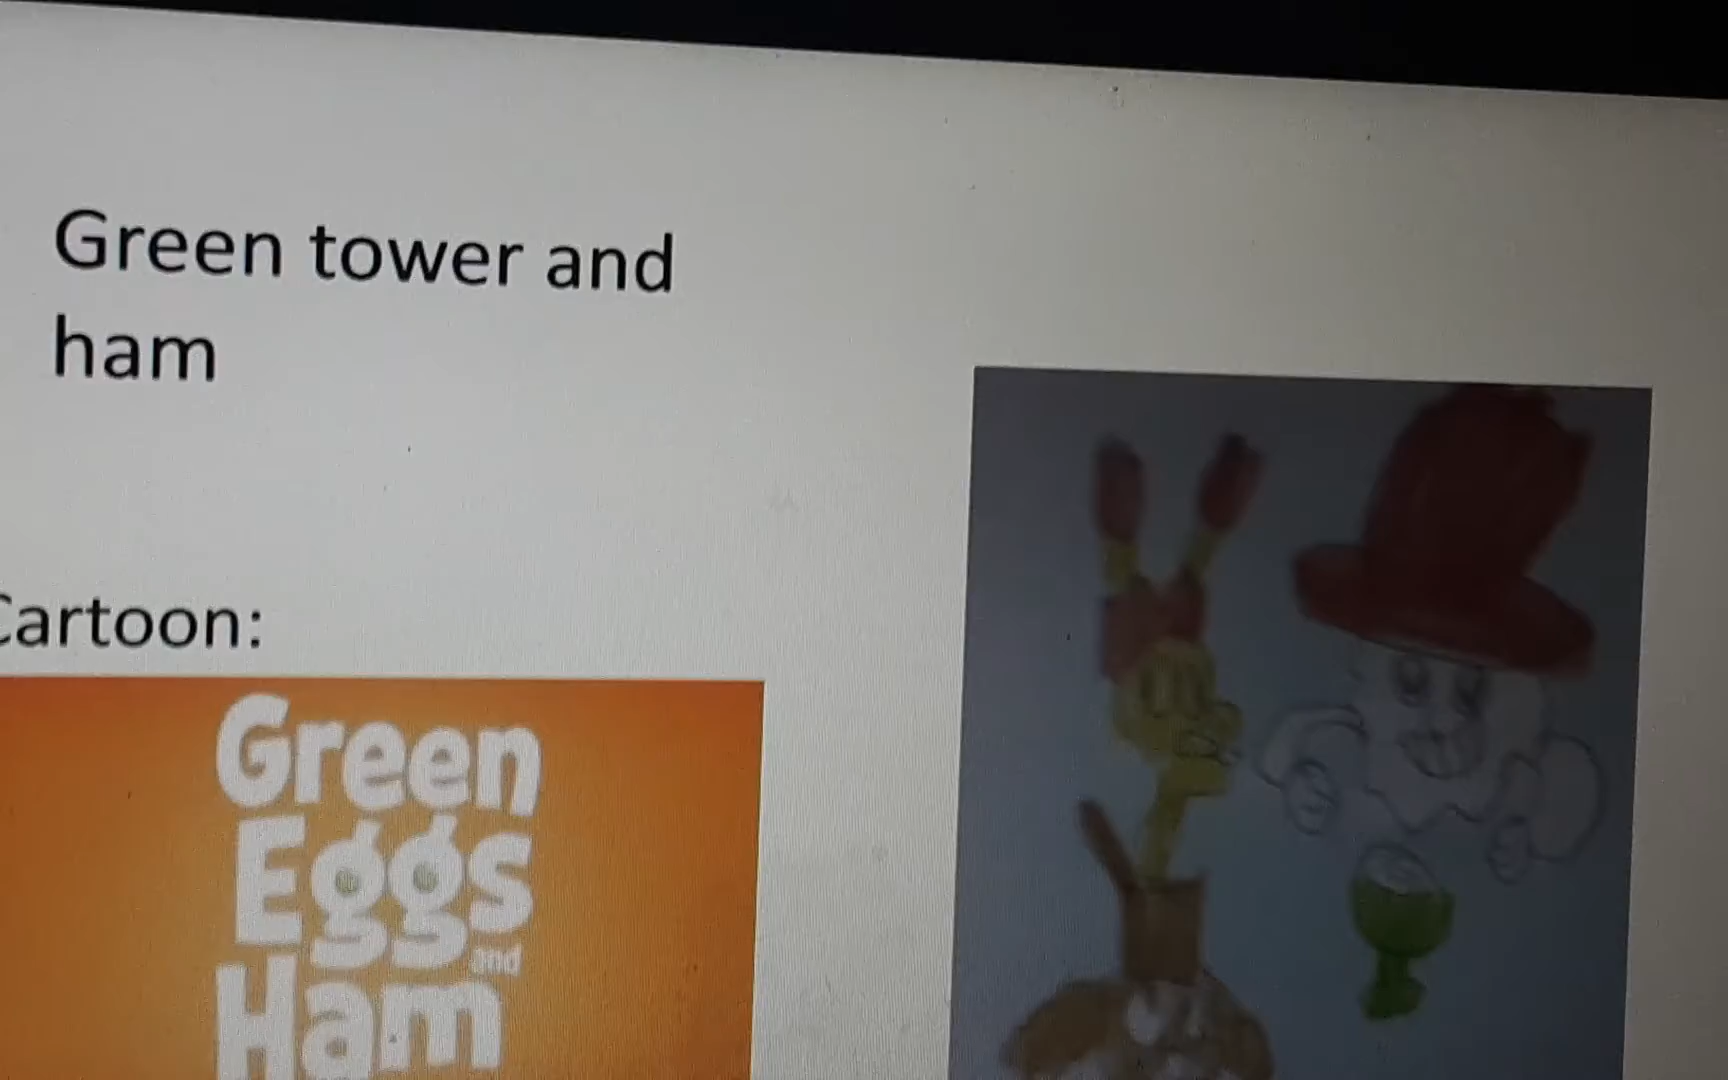 Green tower and
ham
Cartoon:
Green
Eggs
and
Ham